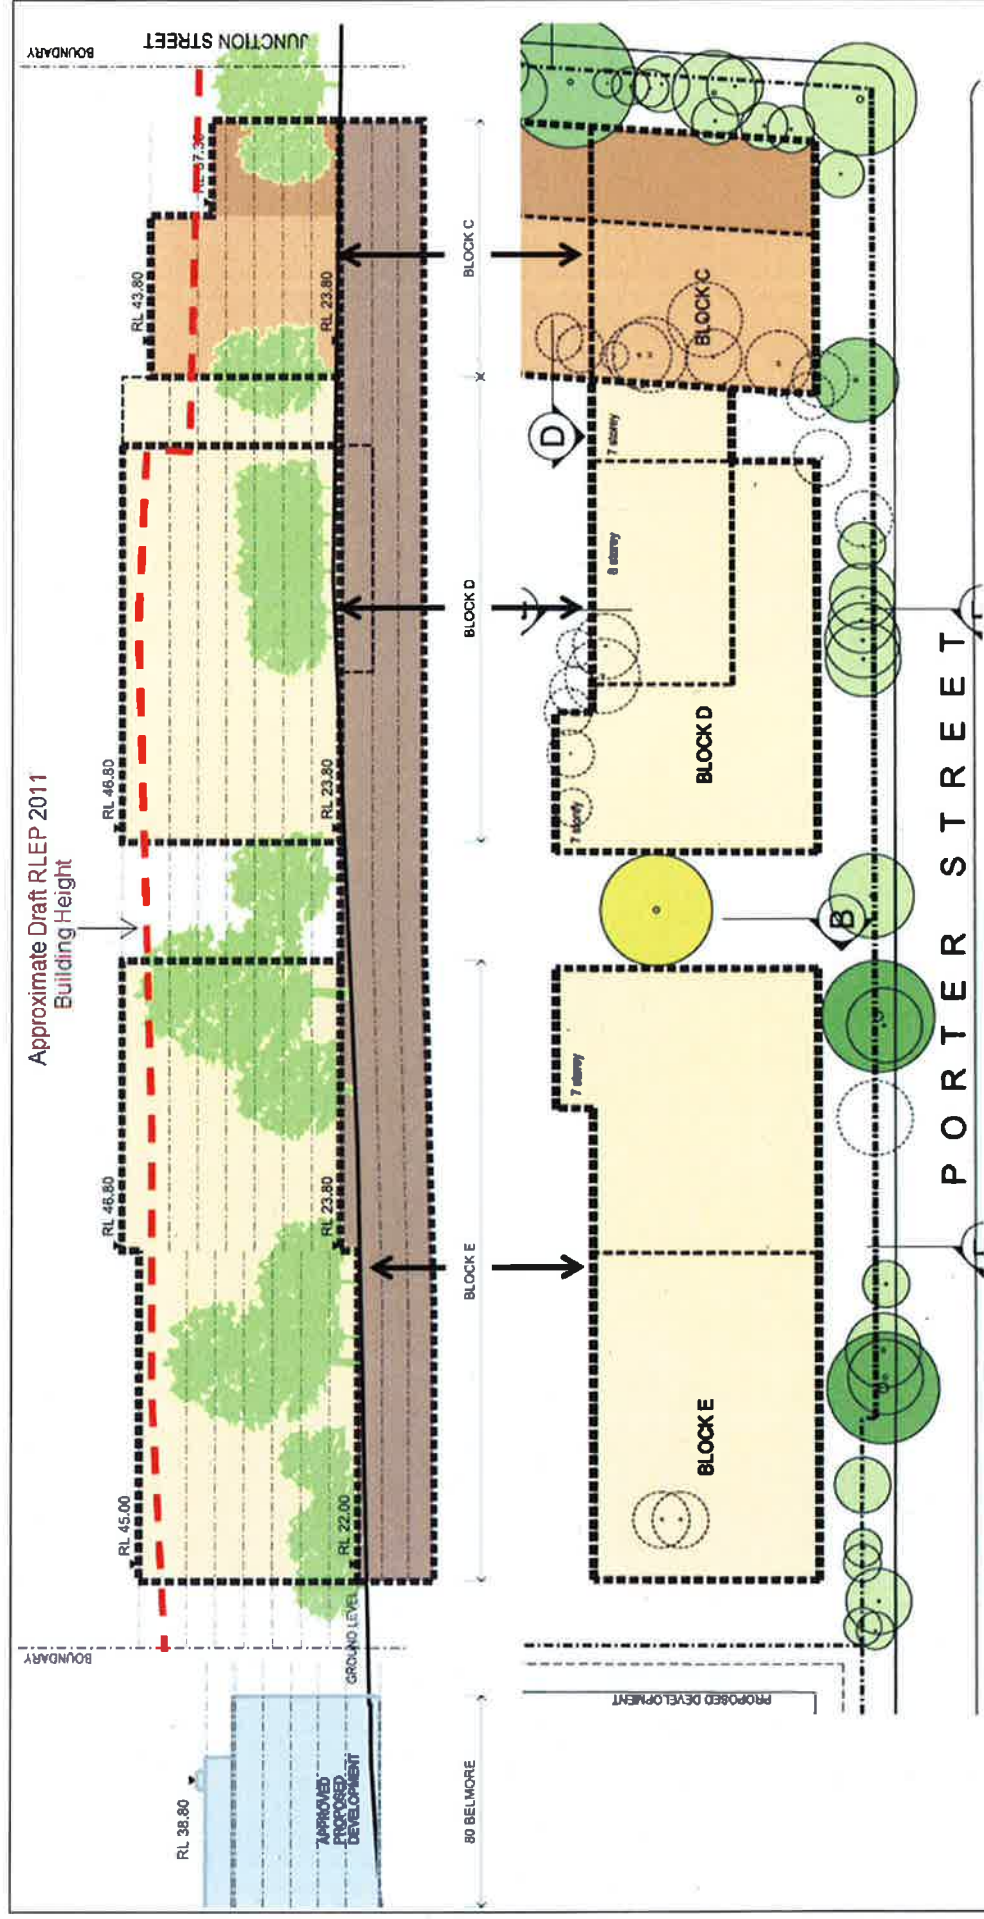 Approximate Draft RLEP 2011
Building Height
BOUNDARY
RL 38.80
APPROVED
PROPOSED
DEVELOPMENT
GROUND LEVEL
RL 45.00
RL 22.00
RL 46.80
RL 23.80
RL 46.80
RL 23.80
RL 43.80
RL 23.80
RL 37.30
BOUNDARY
JUNCTION STREET
80 BELMORE
BLOCK E
BLOCK D
BLOCK C
PROPOSED DEVELOPMENT
BLOCK E
7 storey
B
7 storey
BLOCK D
8 storey
7 storey
D
BLOCK C
PORTER STREET